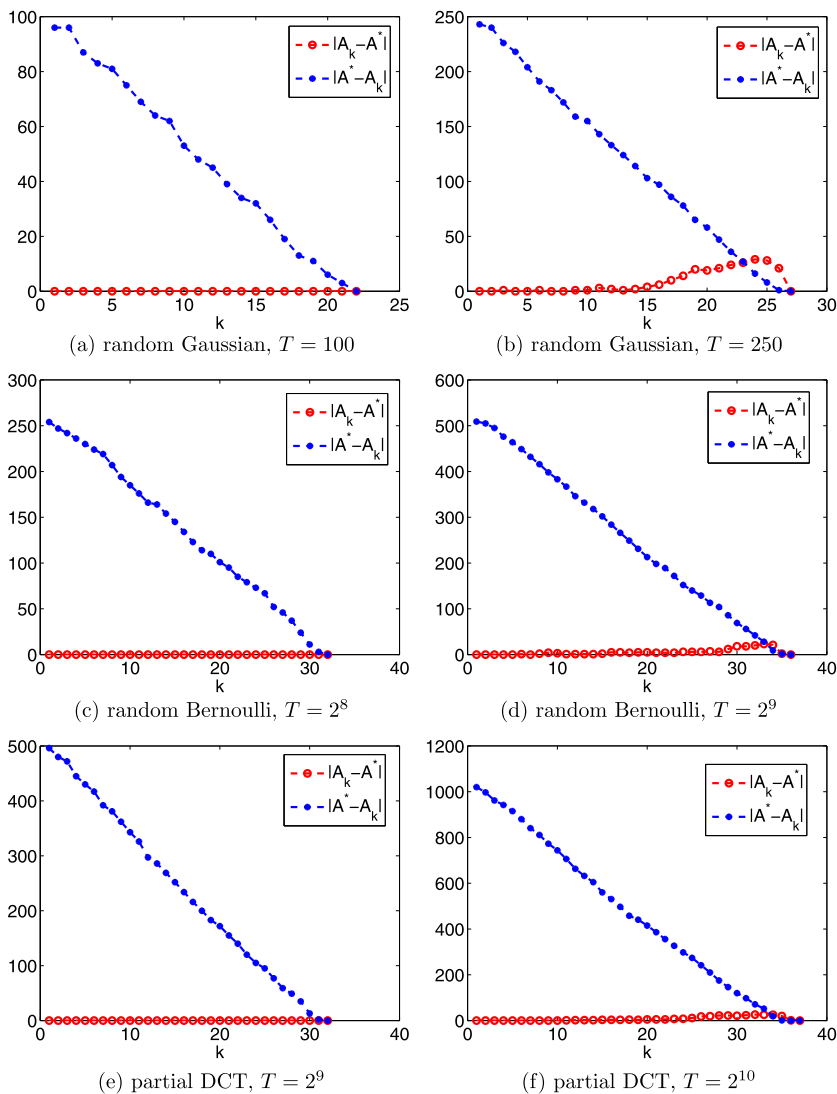 100
80
60
40
20
0
0 5 10 15 20 25
k
|A_k−A^*|
|A^*−A_k|
(a) random Gaussian, T = 100
250
200
150
100
50
0
0 5 10 15 20 25 30
k
|A_k−A^*|
|A^*−A_k|
(b) random Gaussian, T = 250
300
250
200
150
100
50
0
0 10 20 30 40
k
|A_k−A^*|
|A^*−A_k|
(c) random Bernoulli, T = 2^8
600
500
400
300
200
100
0
0 10 20 30 40
k
|A_k−A^*|
|A^*−A_k|
(d) random Bernoulli, T = 2^9
500
400
300
200
100
0
0 10 20 30 40
k
|A_k−A^*|
|A^*−A_k|
(e) partial DCT, T = 2^9
1200
1000
800
600
400
200
0
0 10 20 30 40
k
|A_k−A^*|
|A^*−A_k|
(f) partial DCT, T = 2^10